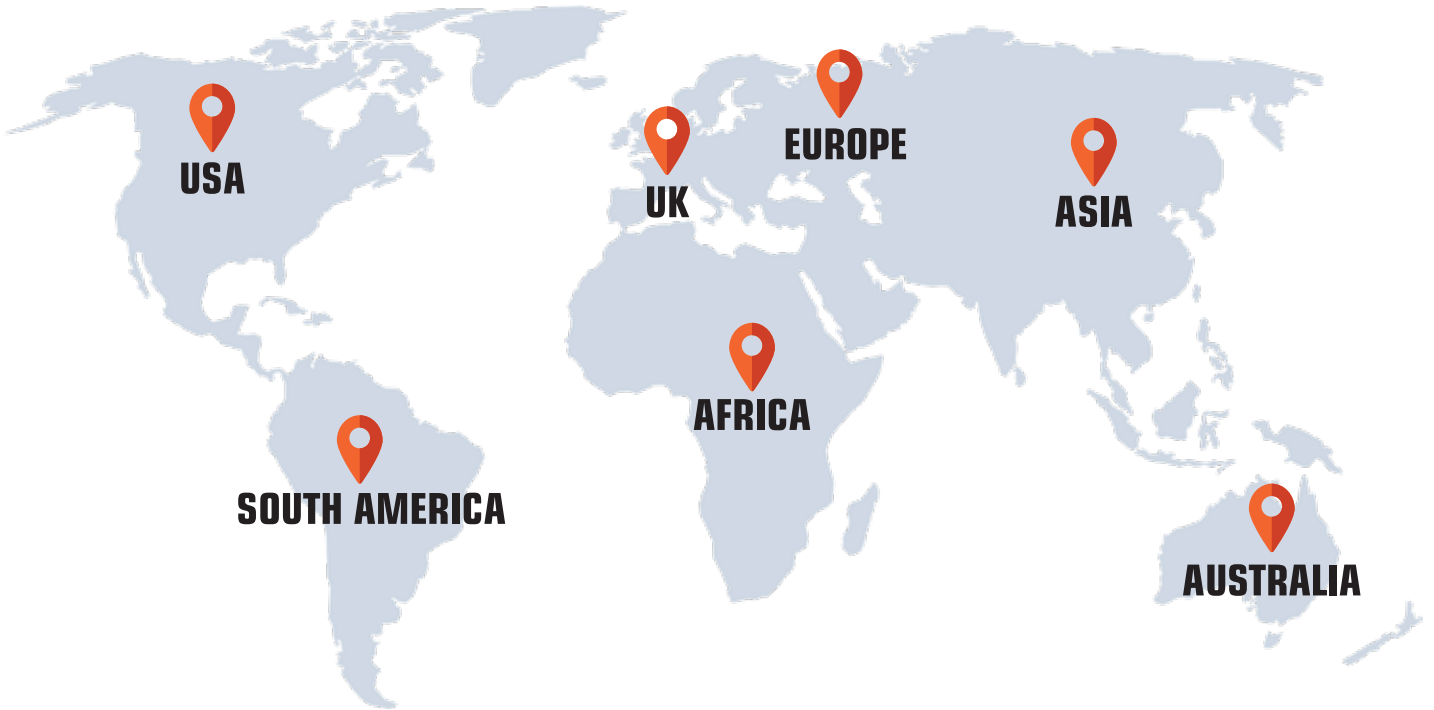 EUROPE
USA
UK
ASIA
AFRICA
SOUTH AMERICA
AUSTRALIA